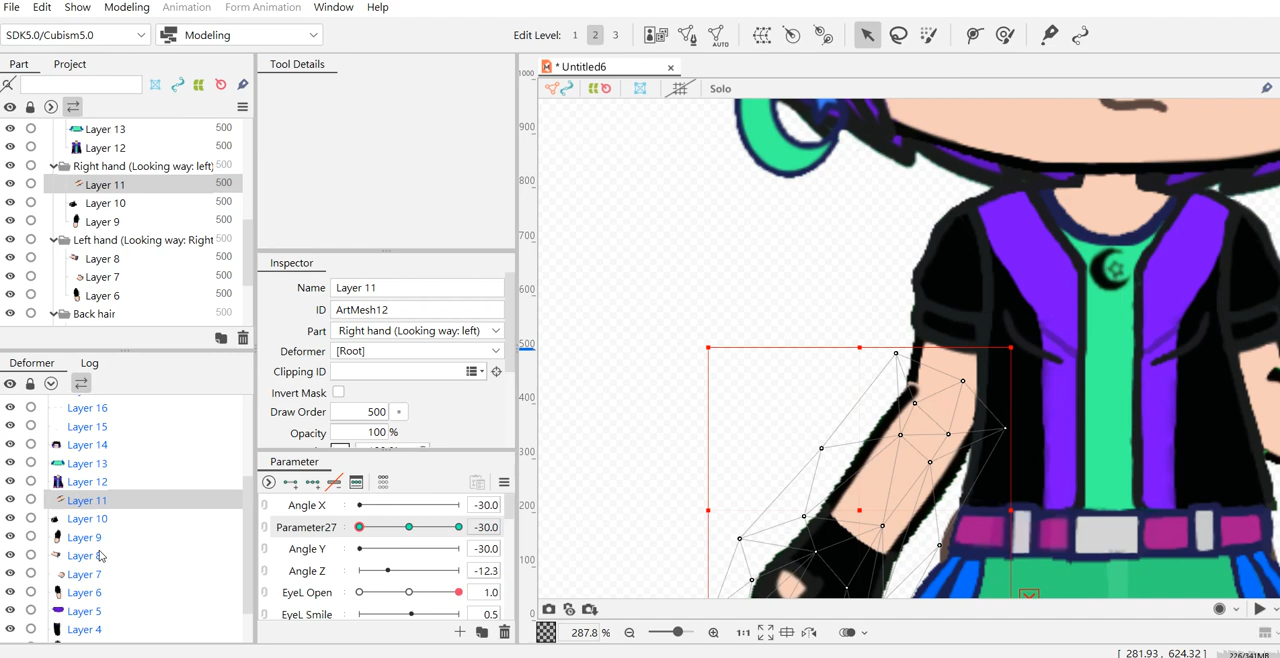 File Edit Show Modeling Animation Form Animation Window Help
SDK5.0/Cubism5.0 Modeling Edit Level: 1 2 3 AUTO
Part Project
Tool Details
* Untitled6
Solo
Layer 13 500
Layer 12 500
Right hand (Looking way: left) 500
Layer 11 500
Layer 10 500
Layer 9 500
Left hand (Looking way: Right 500
Layer 8 500
Layer 7 500
Layer 6 500
Back hair 500
Deformer Log
Layer 16
Layer 15
Layer 14
Layer 13
Layer 12
Layer 11
Layer 10
Layer 9
Layer 8
Layer 7
Layer 6
Layer 5
Layer 4
Inspector
Name Layer 11
ID ArtMesh12
Part Right hand (Looking way: left)
Deformer [Root]
Clipping ID
Invert Mask
Draw Order 500
Opacity 100 %
Parameter
Angle X : -30.0
Parameter27 : -30.0
Angle Y : -30.0
Angle Z : -12.3
EyeL Open : 1.0
EyeL Smile : 0.5
1000
900
800
700
600
500
400
300
200
100
0
287.8 % 1:1
[ 281.93, 624.32] 226/341MB